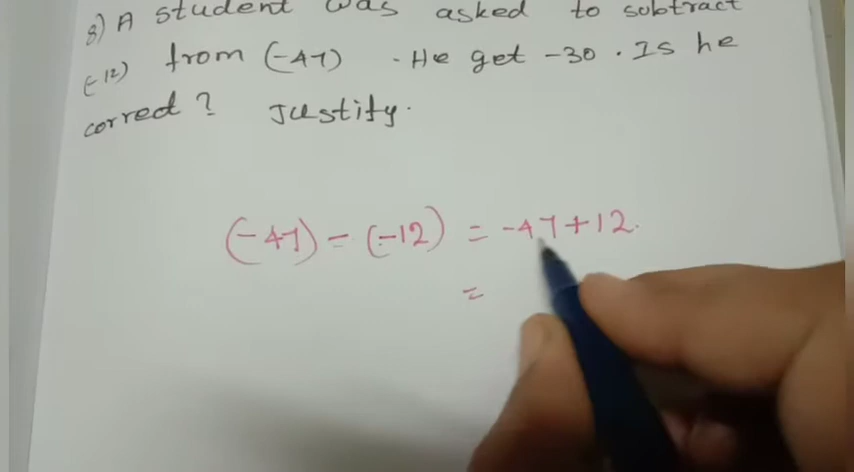 8) A student was asked to subtract
(-12) from (-47) . He get -30 . Is he
corred ? Justify.
(-47) - (-12) = -47+12.
=